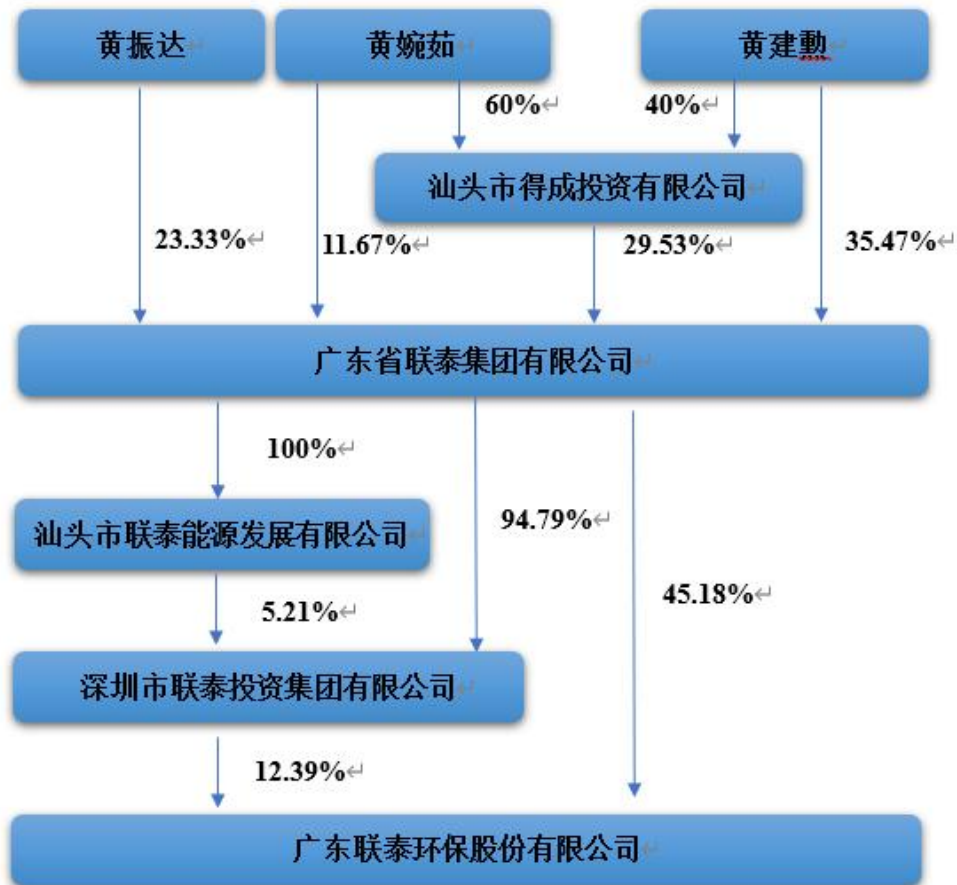 黄振达 黄婉茹 黄建勳
60% 40%
汕头市得成投资有限公司
23.33% 11.67% 29.53% 35.47%
广东省联泰集团有限公司
100%
94.79%
汕头市联泰能源发展有限公司
45.18%
5.21%
深圳市联泰投资集团有限公司
12.39%
广东联泰环保股份有限公司